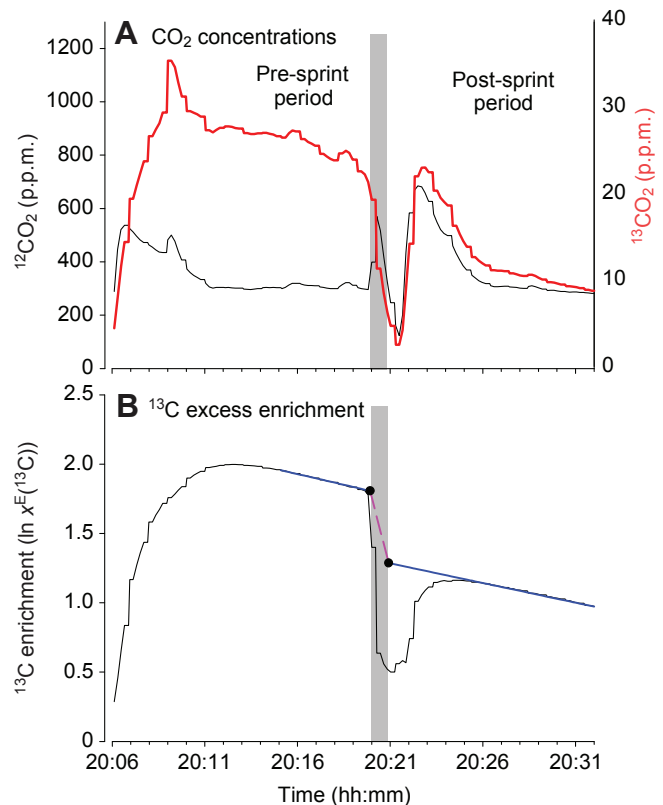 A CO₂ concentrations
Pre-sprint
period
Post-sprint
period
¹²CO₂ (p.p.m.)
1200
1000
800
600
400
200
0
¹³CO₂ (p.p.m.)
40
30
20
10
0
B ¹³C excess enrichment
¹³C enrichment (ln xᴱ(¹³C))
2.5
2.0
1.5
1.0
0.5
0
20:06 20:11 20:16 20:21 20:26 20:31
Time (hh:mm)